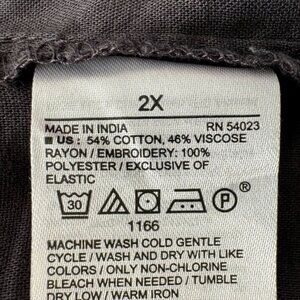 2X
MADE IN INDIA RN 54023
US : 54% COTTON, 46% VISCOSE
RAYON / EMBROIDERY: 100%
POLYESTER / EXCLUSIVE OF
ELASTIC
30 P
1166
MACHINE WASH COLD GENTLE
CYCLE / WASH AND DRY WITH LIKE
COLORS / ONLY NON-CHLORINE
BLEACH WHEN NEEDED / TUMBLE
DRY LOW / WARM IRON